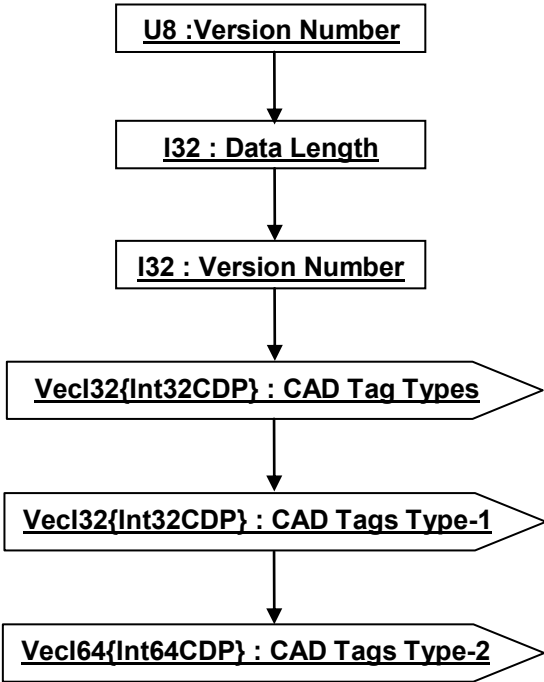 U8 :Version Number
I32 : Data Length
I32 : Version Number
VecI32{Int32CDP} : CAD Tag Types
VecI32{Int32CDP} : CAD Tags Type-1
VecI64{Int64CDP} : CAD Tags Type-2